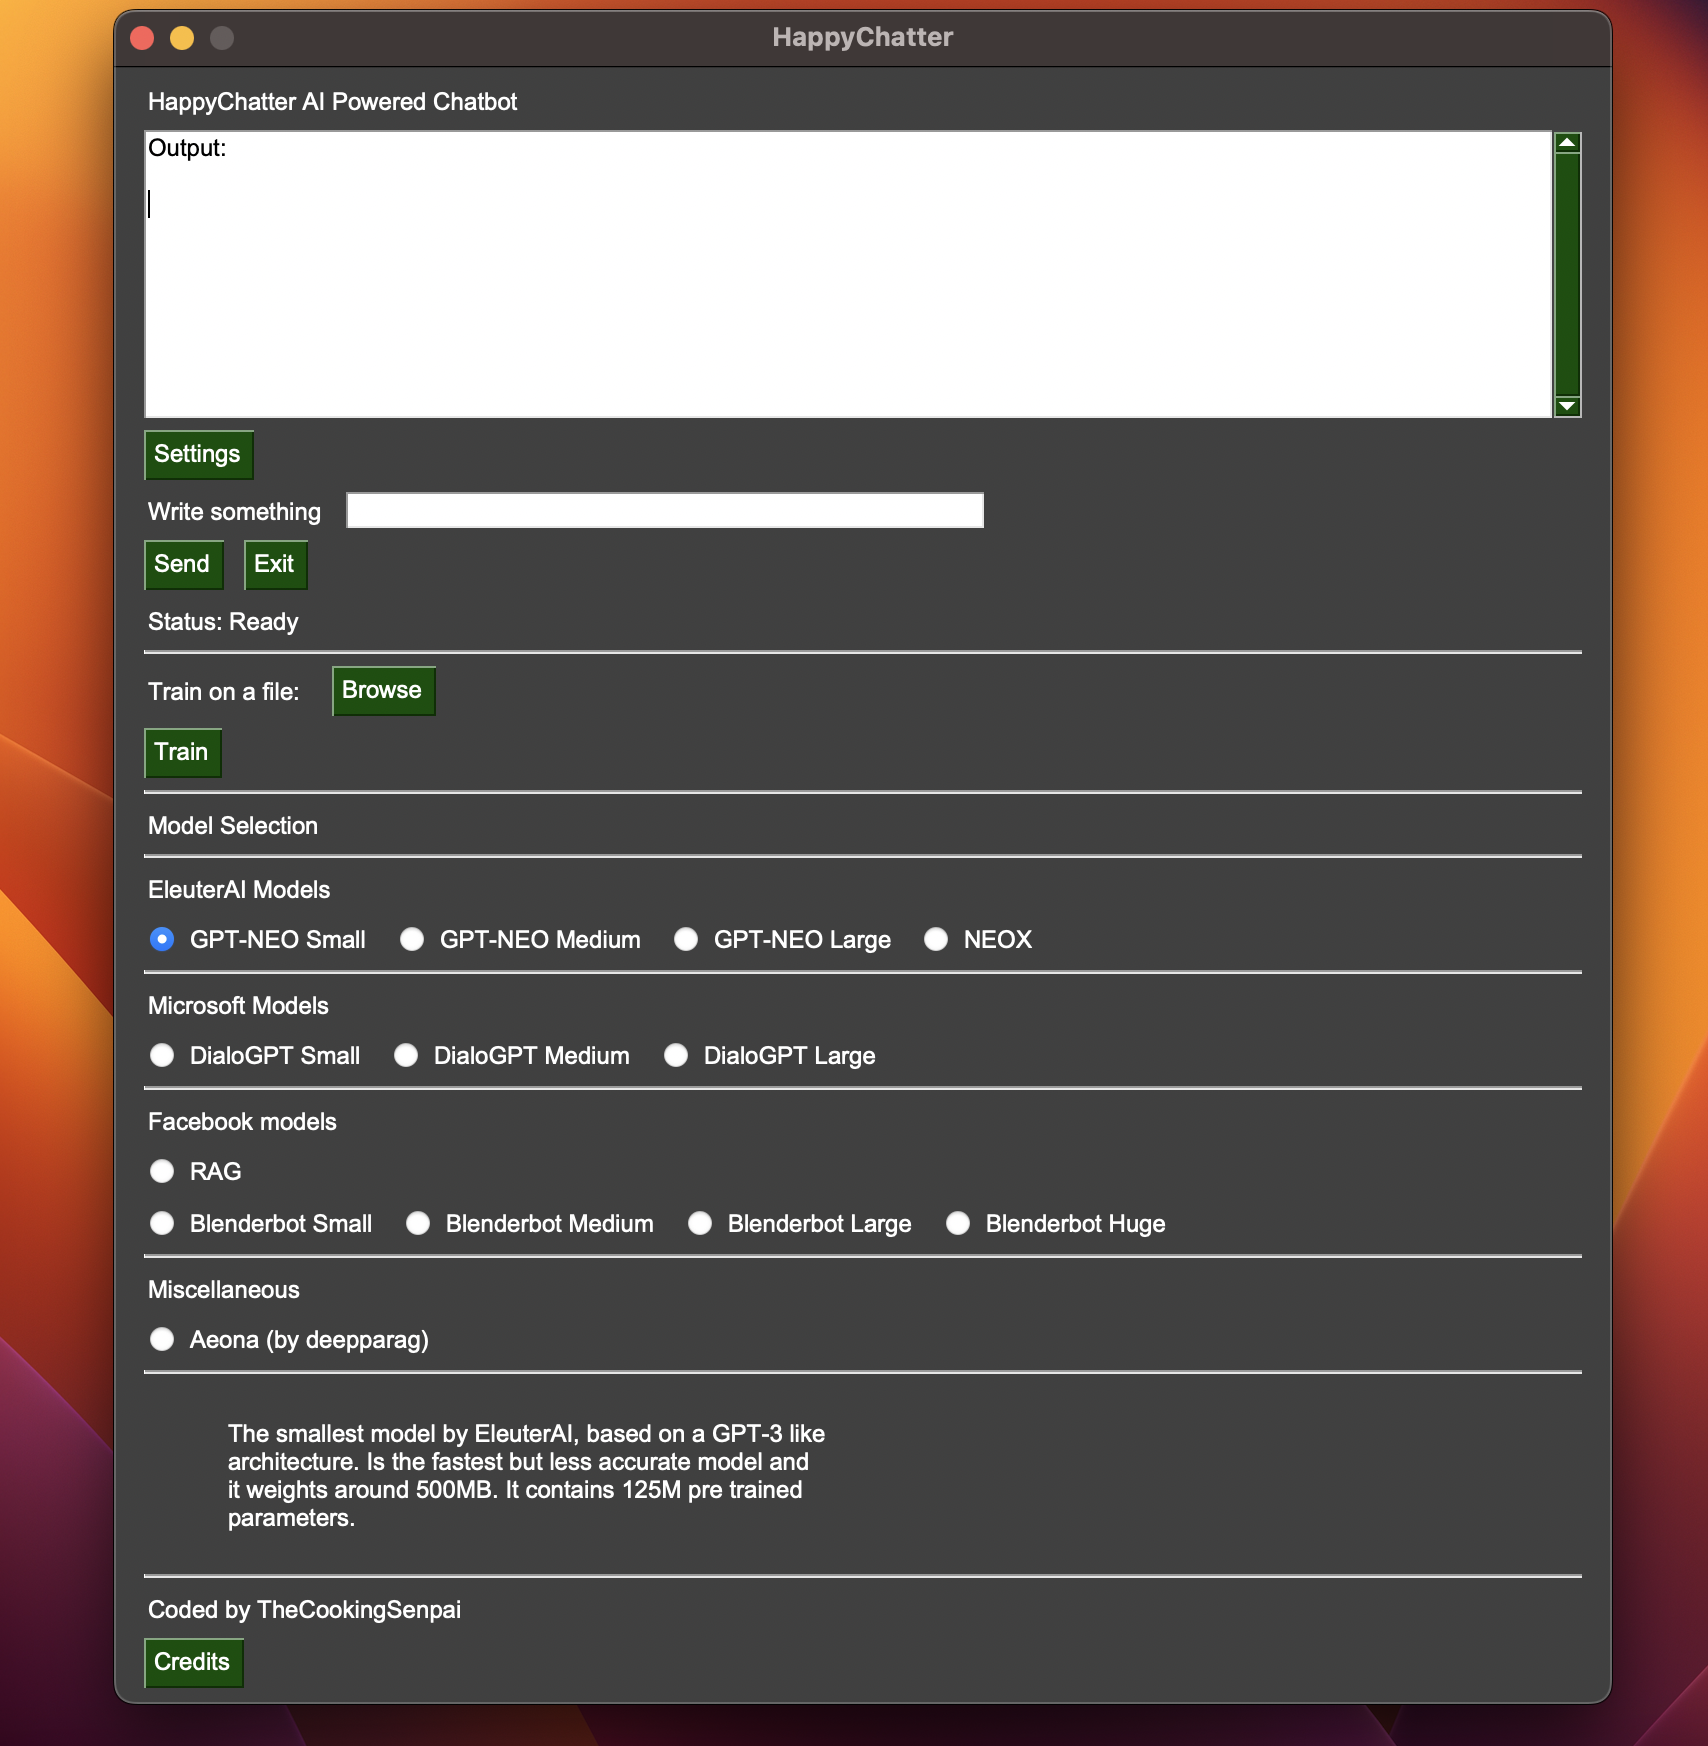 HappyChatter
HappyChatter AI Powered Chatbot
Output:
Settings
Write something
Send Exit
Status: Ready
Train on a file: Browse
Train
Model Selection
EleuterAI Models
GPT-NEO Small GPT-NEO Medium GPT-NEO Large NEOX
Microsoft Models
DialoGPT Small DialoGPT Medium DialoGPT Large
Facebook models
RAG
Blenderbot Small Blenderbot Medium Blenderbot Large Blenderbot Huge
Miscellaneous
Aeona (by deepparag)
The smallest model by EleuterAI, based on a GPT-3 like
architecture. Is the fastest but less accurate model and
it weights around 500MB. It contains 125M pre trained
parameters.
Coded by TheCookingSenpai
Credits